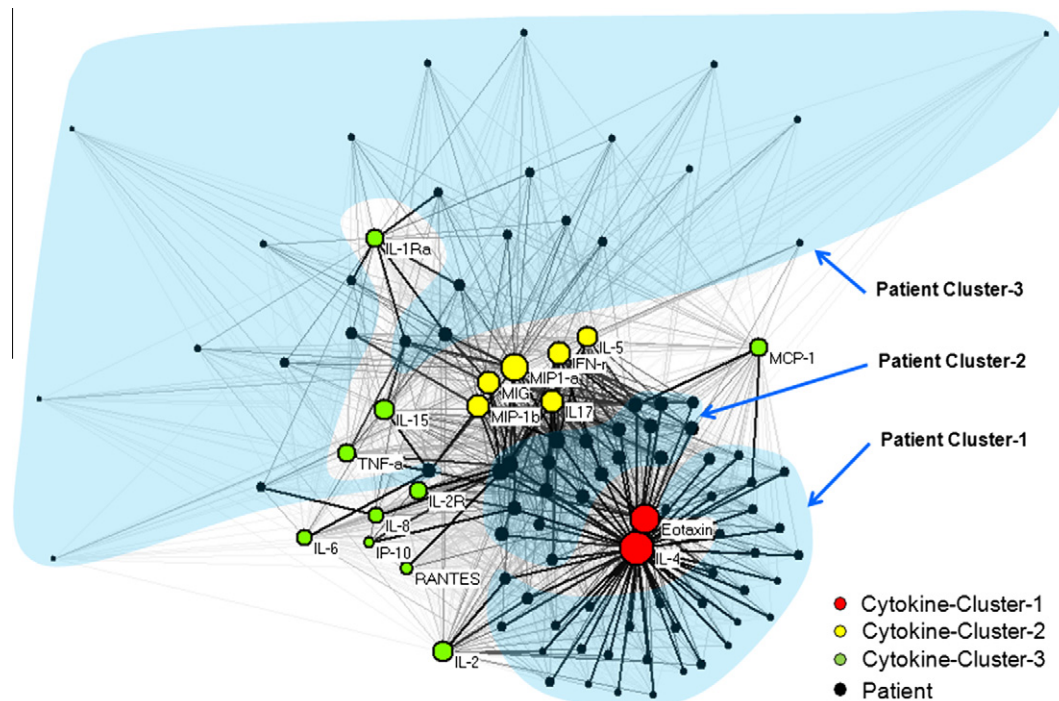 IL-1Ra
Patient Cluster-3
IL-5
IFN-r
MCP-1
MIP1-a
Patient Cluster-2
MIG
MIP-1b
IL17
IL-15
Patient Cluster-1
TNF-a
IL-2R
IL-8
Eotaxin
IL-6
IP-10
IL-4
RANTES
Cytokine-Cluster-1
Cytokine-Cluster-2
IL-2
Cytokine-Cluster-3
Patient